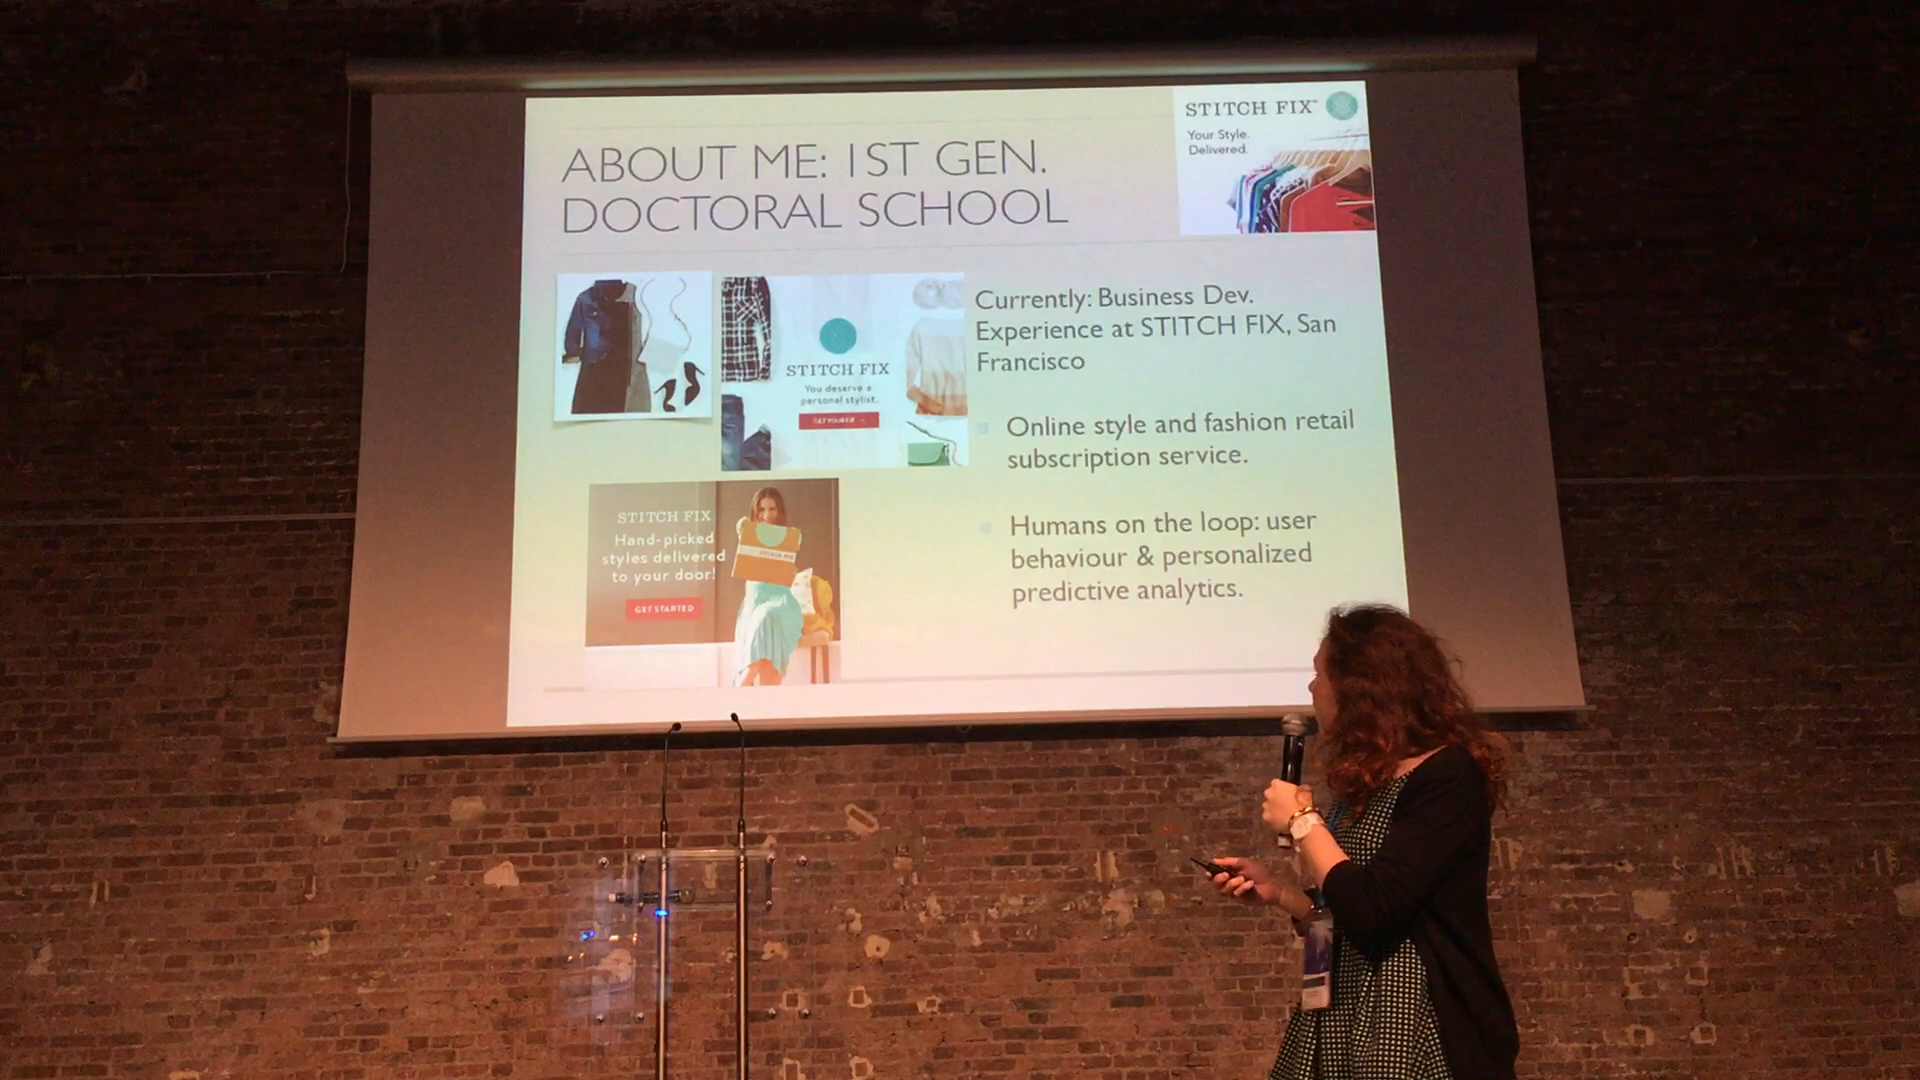 ABOUT ME: 1ST GEN.
DOCTORAL SCHOOL
STITCH FIX™
Your Style.
Delivered.
STITCH FIX
You deserve a
personal stylist.
Currently: Business Dev.
Experience at STITCH FIX, San
Francisco
Online style and fashion retail
subscription service.
Humans on the loop: user
behaviour & personalized
predictive analytics.
STITCH FIX
Hand-picked
styles delivered
to your door!
GET STARTED
STITCH FIX